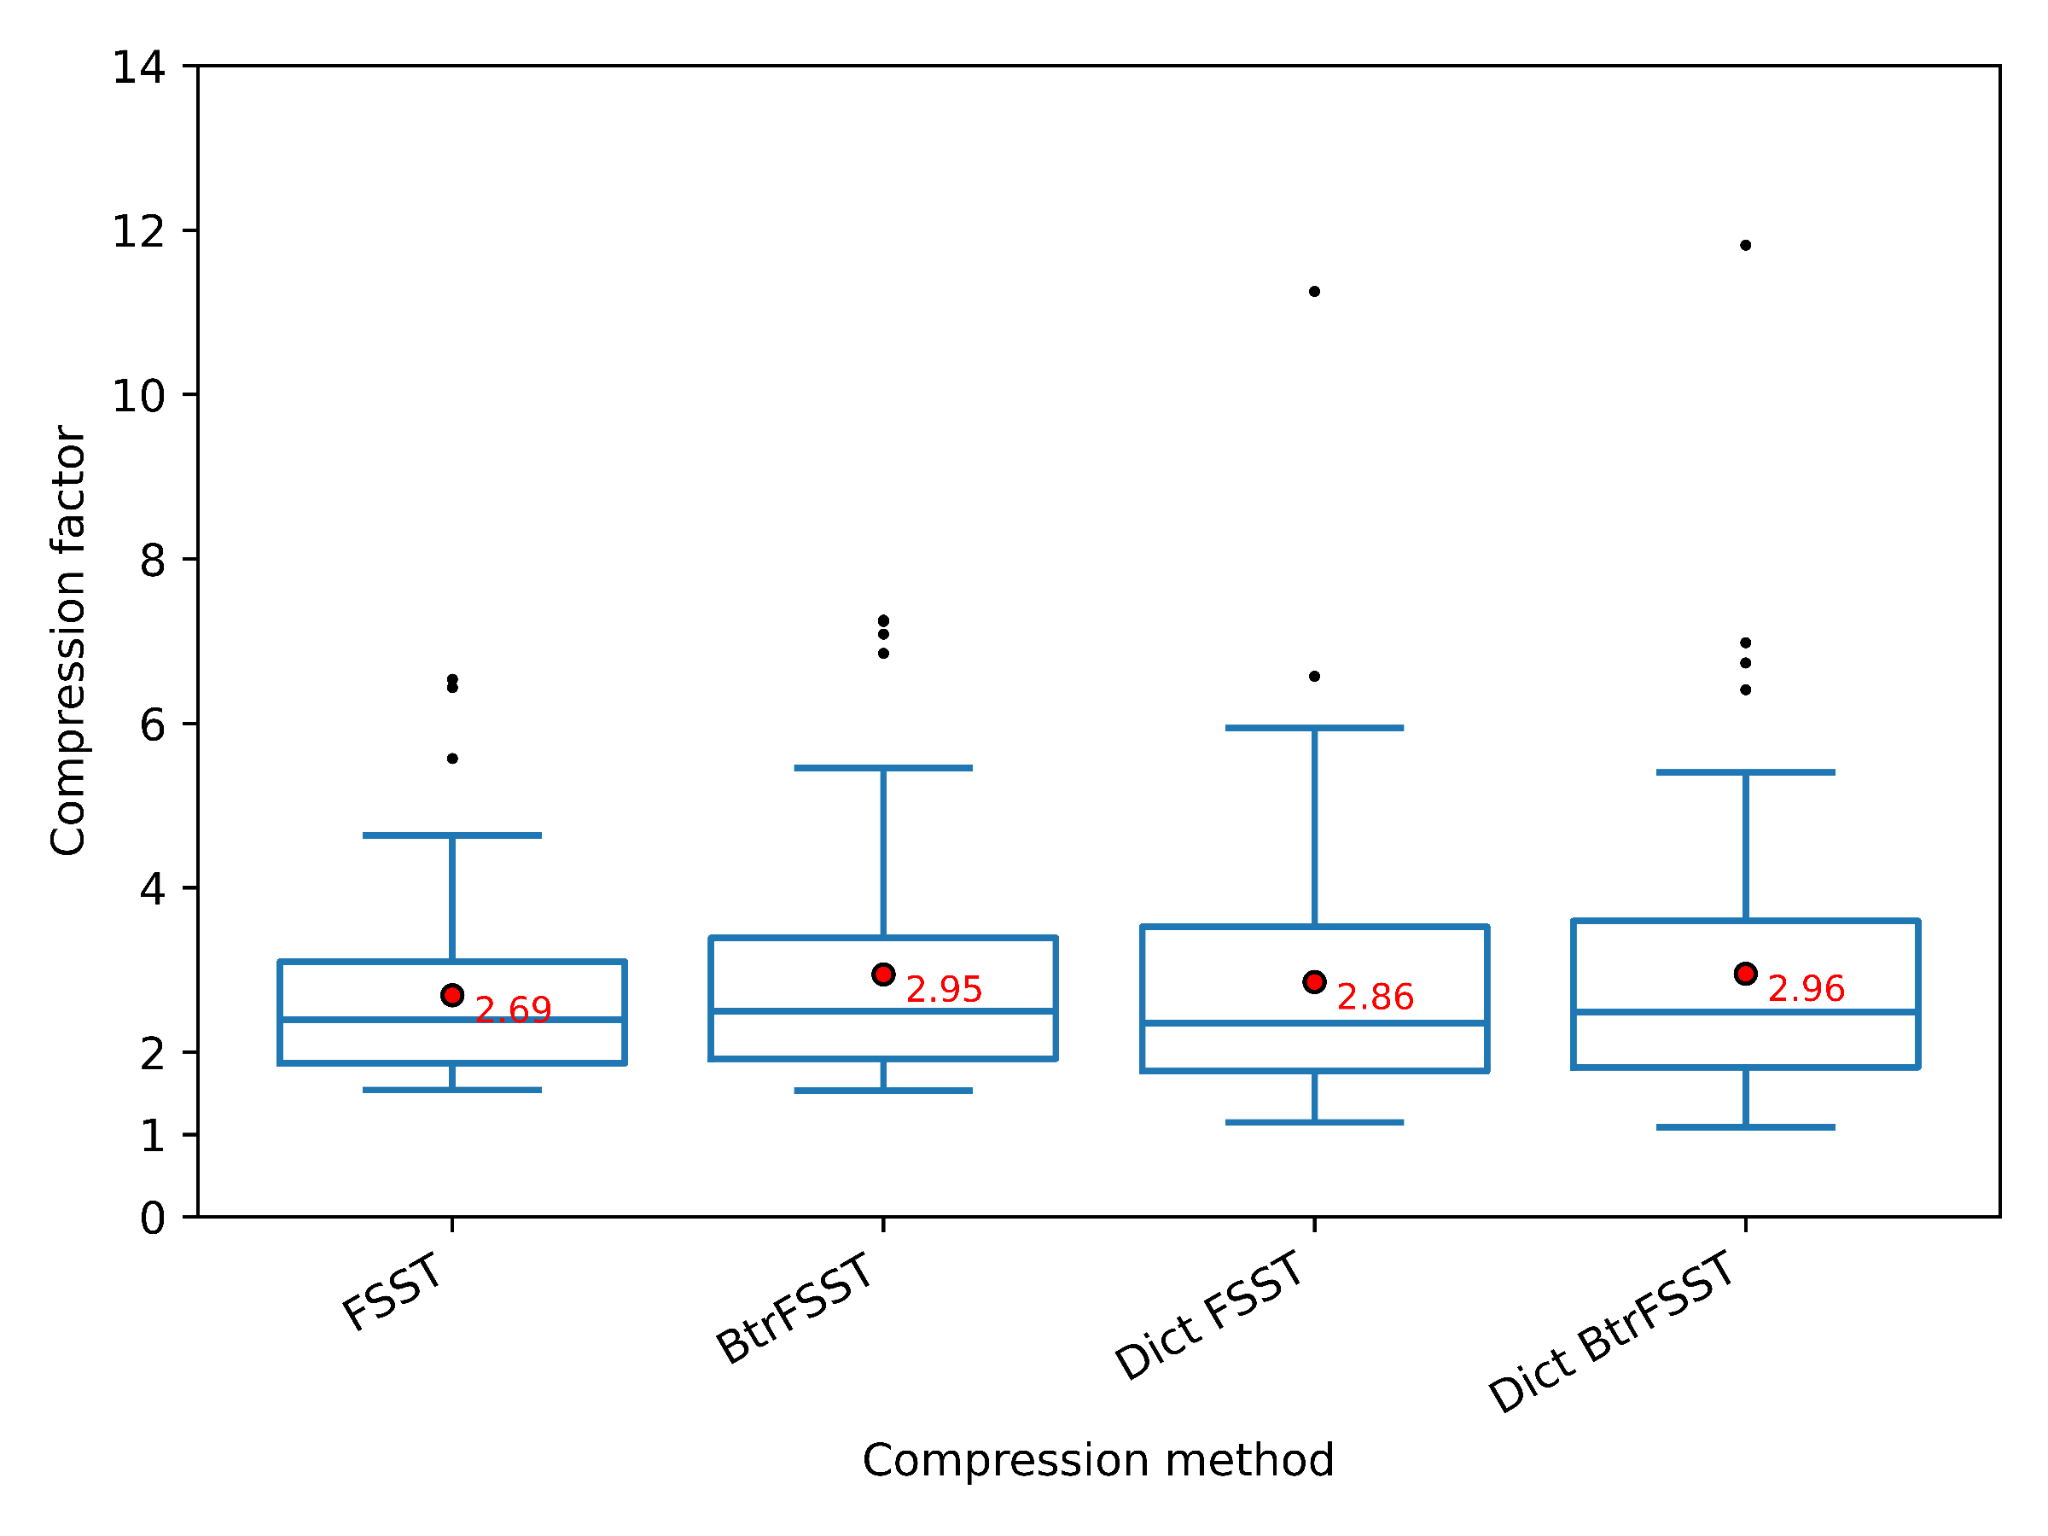 14
12
10
8
6
4
2
1
0
Compression factor
2.69
2.95
2.86
2.96
FSST
BtrFSST
Dict FSST
Dict BtrFSST
Compression method